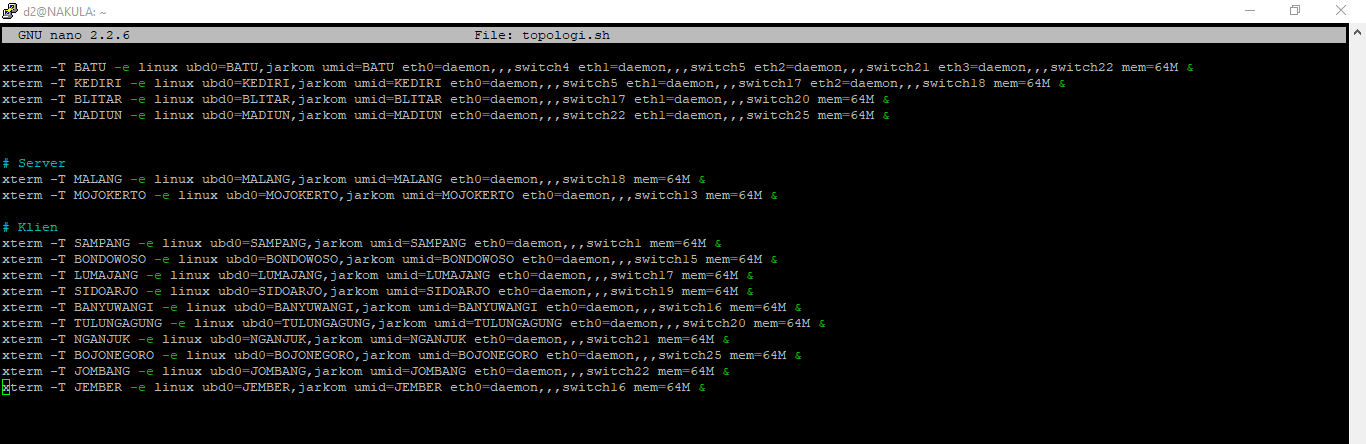 d2@NAKULA: ~
GNU nano 2.2.6 File: topologi.sh
xterm -T BATU -e linux ubd0=BATU,jarkom umid=BATU eth0=daemon,,,switch4 eth1=daemon,,,switch5 eth2=daemon,,,switch21 eth3=daemon,,,switch22 mem=64M &
xterm -T KEDIRI -e linux ubd0=KEDIRI,jarkom umid=KEDIRI eth0=daemon,,,switch5 eth1=daemon,,,switch17 eth2=daemon,,,switch18 mem=64M &
xterm -T BLITAR -e linux ubd0=BLITAR,jarkom umid=BLITAR eth0=daemon,,,switch17 eth1=daemon,,,switch20 mem=64M &
xterm -T MADIUN -e linux ubd0=MADIUN,jarkom umid=MADIUN eth0=daemon,,,switch22 eth1=daemon,,,switch25 mem=64M &
# Server
xterm -T MALANG -e linux ubd0=MALANG,jarkom umid=MALANG eth0=daemon,,,switch18 mem=64M &
xterm -T MOJOKERTO -e linux ubd0=MOJOKERTO,jarkom umid=MOJOKERTO eth0=daemon,,,switch13 mem=64M &
# Klien
xterm -T SAMPANG -e linux ubd0=SAMPANG,jarkom umid=SAMPANG eth0=daemon,,,switch1 mem=64M &
xterm -T BONDOWOSO -e linux ubd0=BONDOWOSO,jarkom umid=BONDOWOSO eth0=daemon,,,switch15 mem=64M &
xterm -T LUMAJANG -e linux ubd0=LUMAJANG,jarkom umid=LUMAJANG eth0=daemon,,,switch17 mem=64M &
xterm -T SIDOARJO -e linux ubd0=SIDOARJO,jarkom umid=SIDOARJO eth0=daemon,,,switch19 mem=64M &
xterm -T BANYUWANGI -e linux ubd0=BANYUWANGI,jarkom umid=BANYUWANGI eth0=daemon,,,switch16 mem=64M &
xterm -T TULUNGAGUNG -e linux ubd0=TULUNGAGUNG,jarkom umid=TULUNGAGUNG eth0=daemon,,,switch20 mem=64M &
xterm -T NGANJUK -e linux ubd0=NGANJUK,jarkom umid=NGANJUK eth0=daemon,,,switch21 mem=64M &
xterm -T BOJONEGORO -e linux ubd0=BOJONEGORO,jarkom umid=BOJONEGORO eth0=daemon,,,switch25 mem=64M &
xterm -T JOMBANG -e linux ubd0=JOMBANG,jarkom umid=JOMBANG eth0=daemon,,,switch22 mem=64M &
xterm -T JEMBER -e linux ubd0=JEMBER,jarkom umid=JEMBER eth0=daemon,,,switch16 mem=64M &